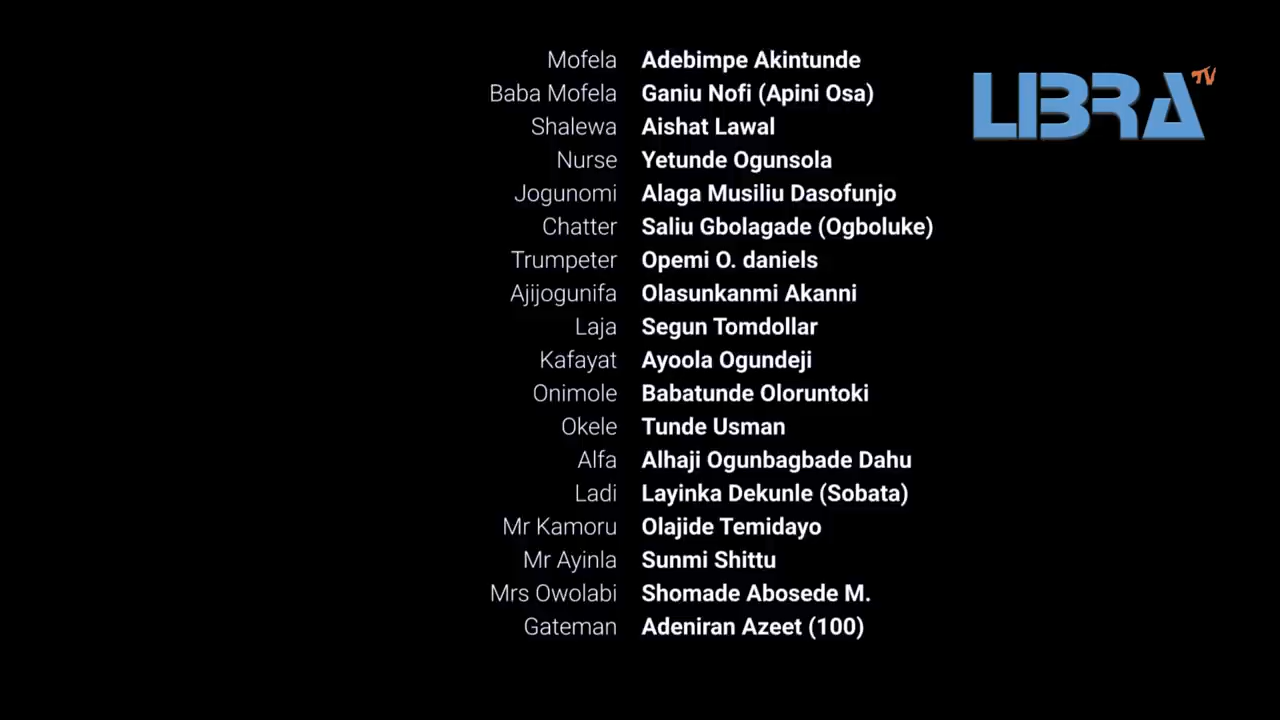 Mofela Adebimpe Akintunde
Baba Mofela Ganiu Nofi (Apini Osa)
Shalewa Aishat Lawal
Nurse Yetunde Ogunsola
Jogunomi Alaga Musiliu Dasofunjo
Chatter Saliu Gbolagade (Ogboluke)
Trumpeter Opemi O. daniels
Ajijogunifa Olasunkanmi Akanni
Laja Segun Tomdollar
Kafayat Ayoola Ogundeji
Onimole Babatunde Oloruntoki
Okele Tunde Usman
Alfa Alhaji Ogunbagbade Dahu
Ladi Layinka Dekunle (Sobata)
Mr Kamoru Olajide Temidayo
Mr Ayinla Sunmi Shittu
Mrs Owolabi Shomade Abosede M.
Gateman Adeniran Azeet (100)
LIBRA TV